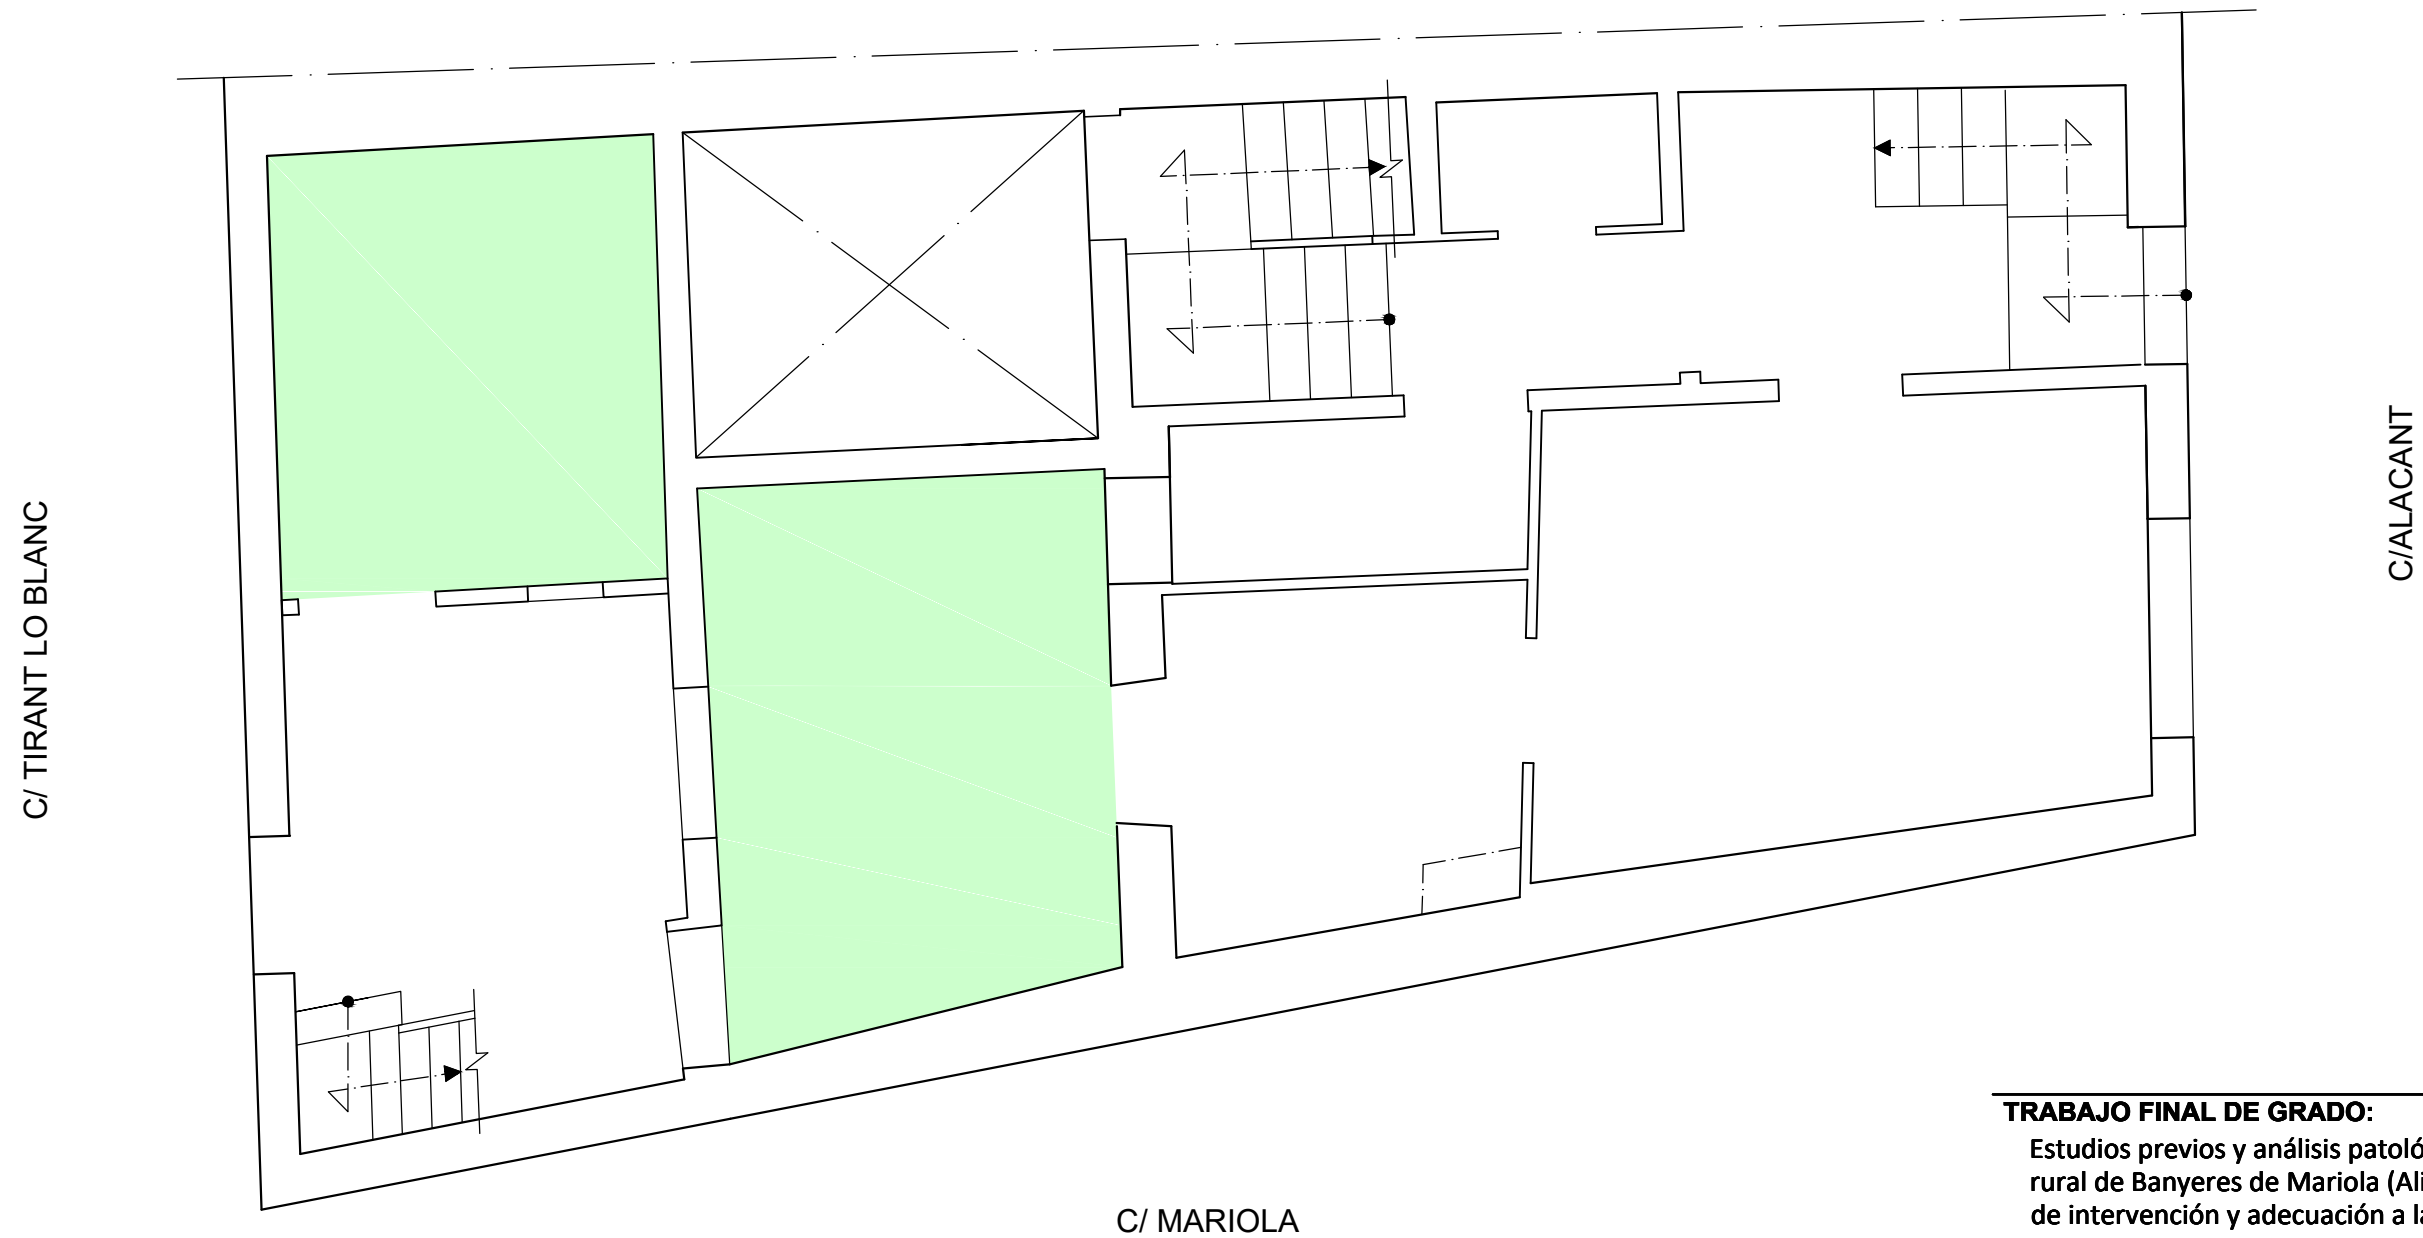 C/ TIRANT LO BLANC
C/ALACANT
C/ MARIOLA
TRABAJO FINAL DE GRADO:
Estudios previos y análisis
rural de Banyeres de Mariola
de intervención y adecuación a